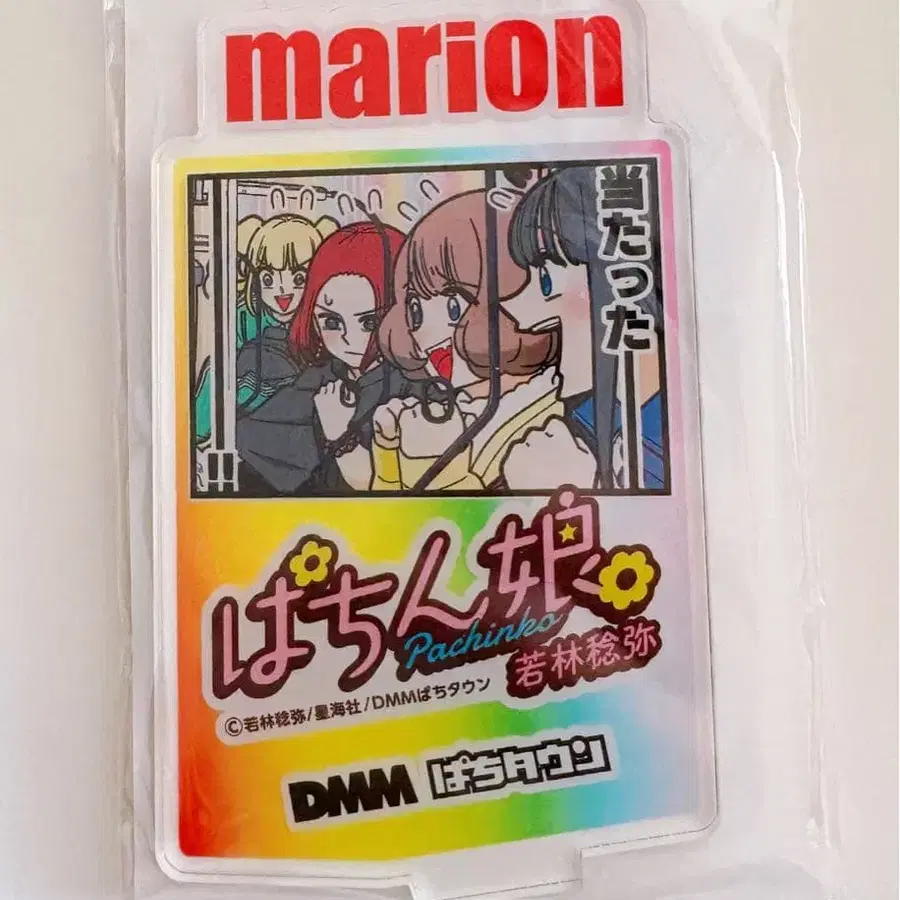 marion
当たった
――!!
ぱちん娘
Pachinko
若林稔弥
©若林稔弥/星海社/DMMぱちタウン
DMM ぱちタウン